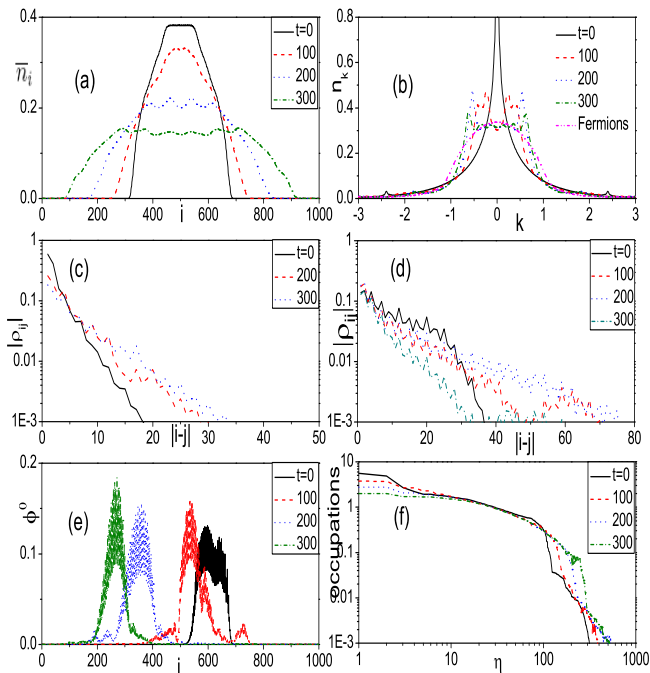 0.4
0.2
0.0
n̅i
(a)
t=0
100
200
300
0 200 400 600 800 1000
i
0.8
0.6
0.4
0.2
0.0
nk
(b)
t=0
100
200
300
Fermions
-3 -2 -1 0 1 2 3
k
1
0.1
0.01
1E-3
|ρij|
(c)
t=0
200
300
0 10 20 30 40 50
|i-j|
1
0.1
0.01
1E-3
|ρij|
(d)
t=0
100
200
300
0 20 40 60 80
|i-j|
0.2
0.1
0.0
ϕ0
(e)
t=0
100
200
300
0 200 400 600 800 1000
i
10
1
0.1
0.01
1E-3
occupations
(f)
t=0
100
200
300
1 10 100 1000
η